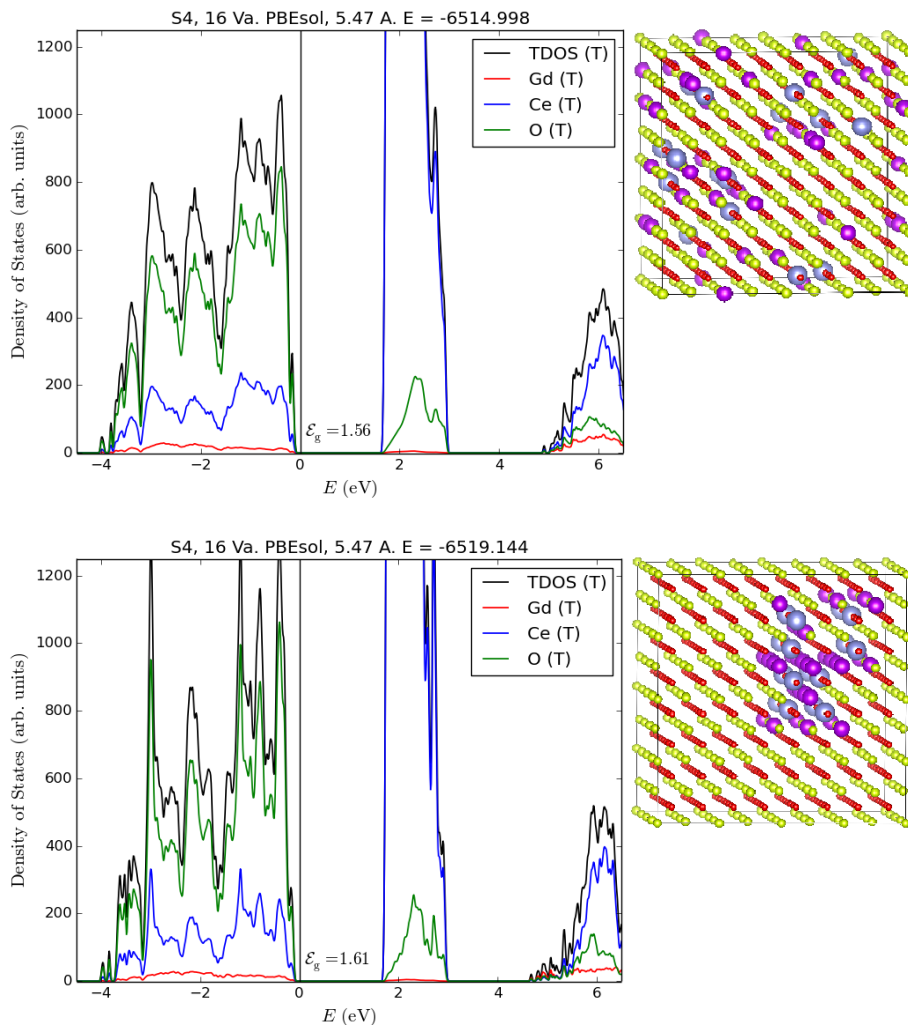 S4, 16 Va. PBEsol, 5.47 A. E = -6514.998
1200
1000
800
600
400
200
0
Density of States (arb. units)
TDOS (T)
Gd (T)
Ce (T)
O (T)
ℰg =1.56
−4 −2 0 2 4 6
E (eV)
S4, 16 Va. PBEsol, 5.47 A. E = -6519.144
1200
1000
800
600
400
200
0
Density of States (arb. units)
TDOS (T)
Gd (T)
Ce (T)
O (T)
ℰg =1.61
−4 −2 0 2 4 6
E (eV)